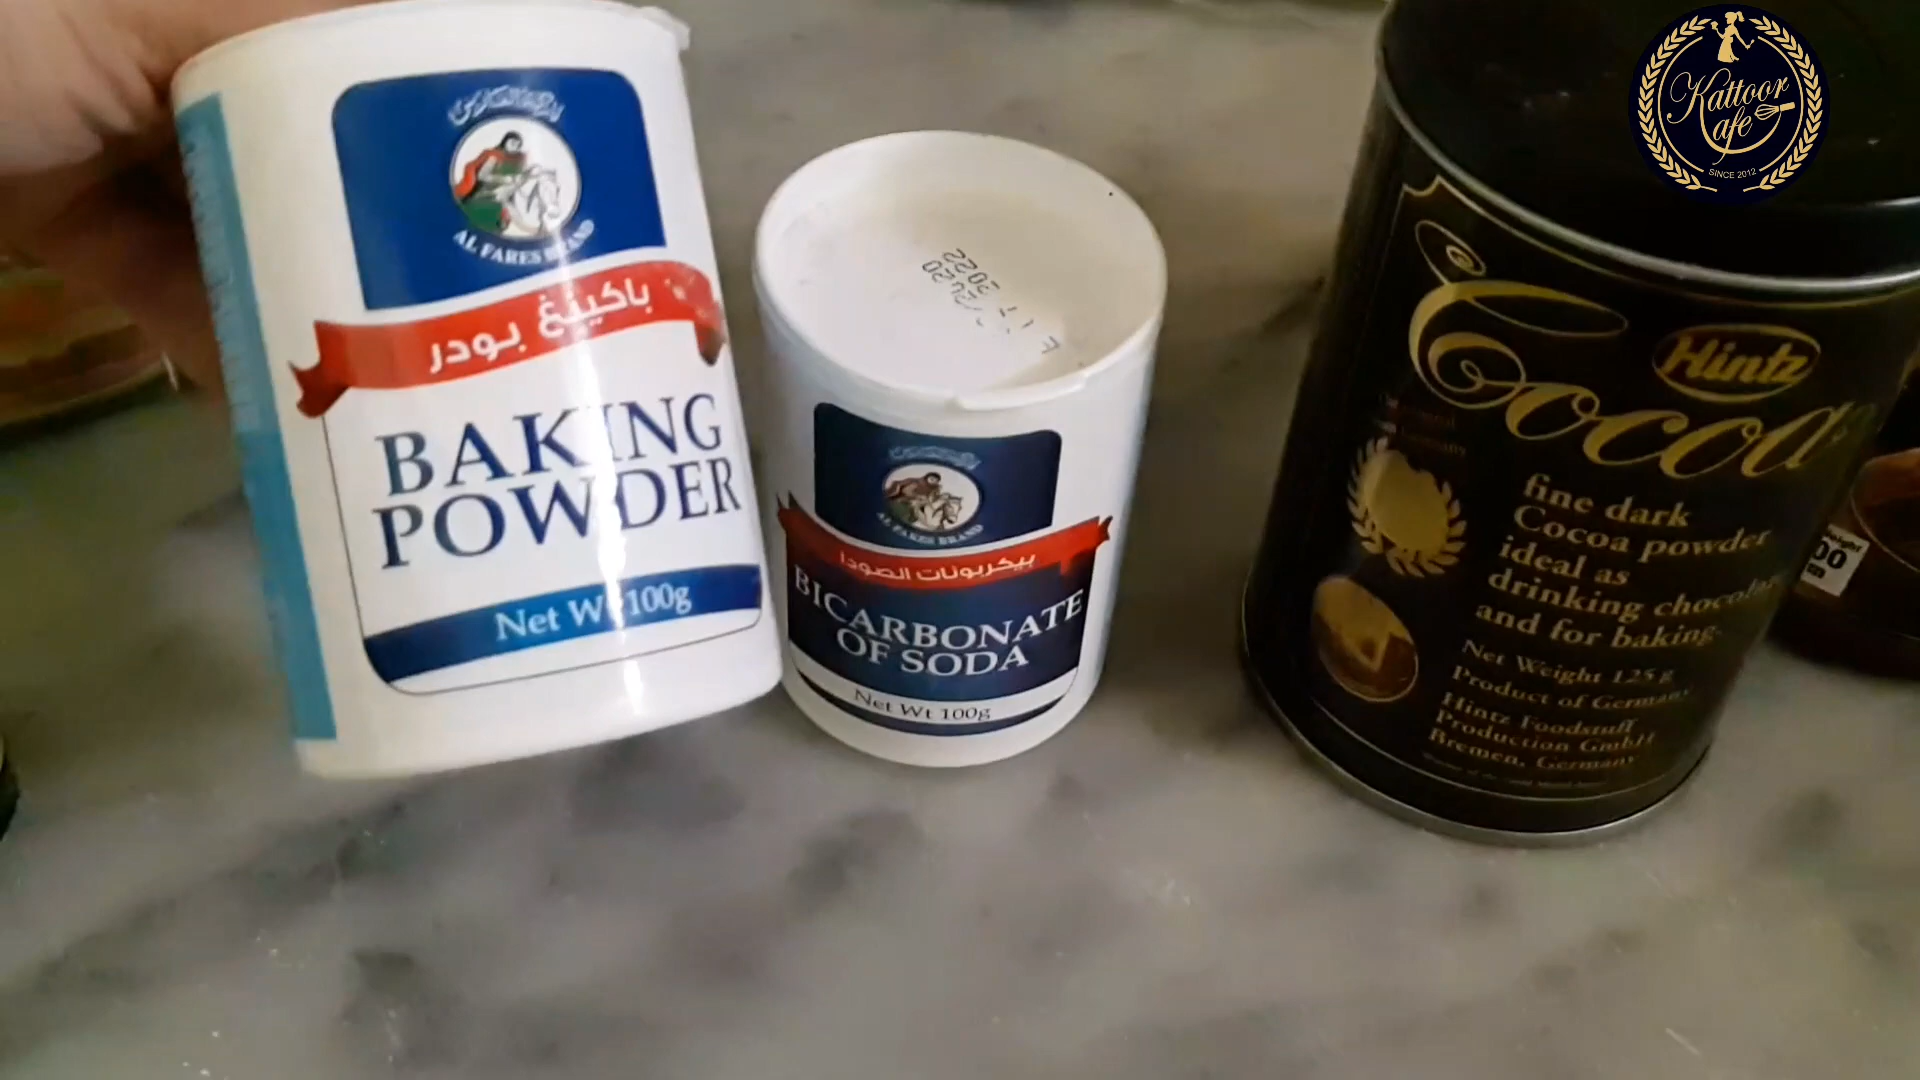 AL FARES BRAND
باكينغ بودر
BAKING
POWDER
Net Wt 100g
AL FARES BRAND
بيكربونات الصودا
BICARBONATE
OF SODA
Net Wt 100g
Hintz
Cocoa
fine dark
Cocoa powder
ideal as
drinking chocolate
and for baking.
Net Weight 125 g
Product of Germany
Hintz Foodstuff
Production GmbH
Bremen, Germany
Kattoor
Kafe
SINCE 2012